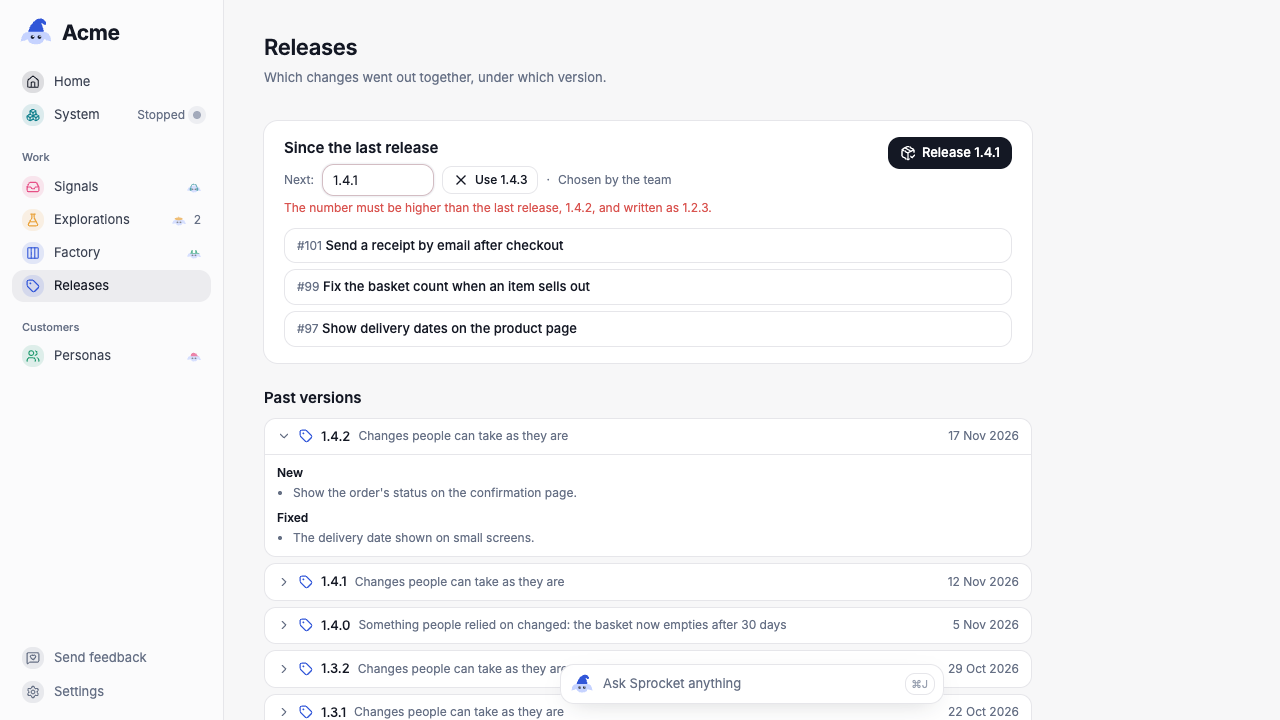 Acme
Home
System Stopped
Work
Signals
Explorations 2
Factory
Releases
Customers
Personas
Send feedback
Settings
Releases
Which changes went out together, under which version.
Since the last release
Release 1.4.1
Next: 1.4.1 Use 1.4.3 · Chosen by the team
The number must be higher than the last release, 1.4.2, and written as 1.2.3.
#101 Send a receipt by email after checkout
#99 Fix the basket count when an item sells out
#97 Show delivery dates on the product page
Past versions
1.4.2 Changes people can take as they are 17 Nov 2026
New
• Show the order's status on the confirmation page.
Fixed
• The delivery date shown on small screens.
1.4.1 Changes people can take as they are 12 Nov 2026
1.4.0 Something people relied on changed: the basket now empties after 30 days 5 Nov 2026
1.3.2 Changes people can take as they are 29 Oct 2026
Ask Sprocket anything ⌘J
1.3.1 Changes people can take as they are 22 Oct 2026